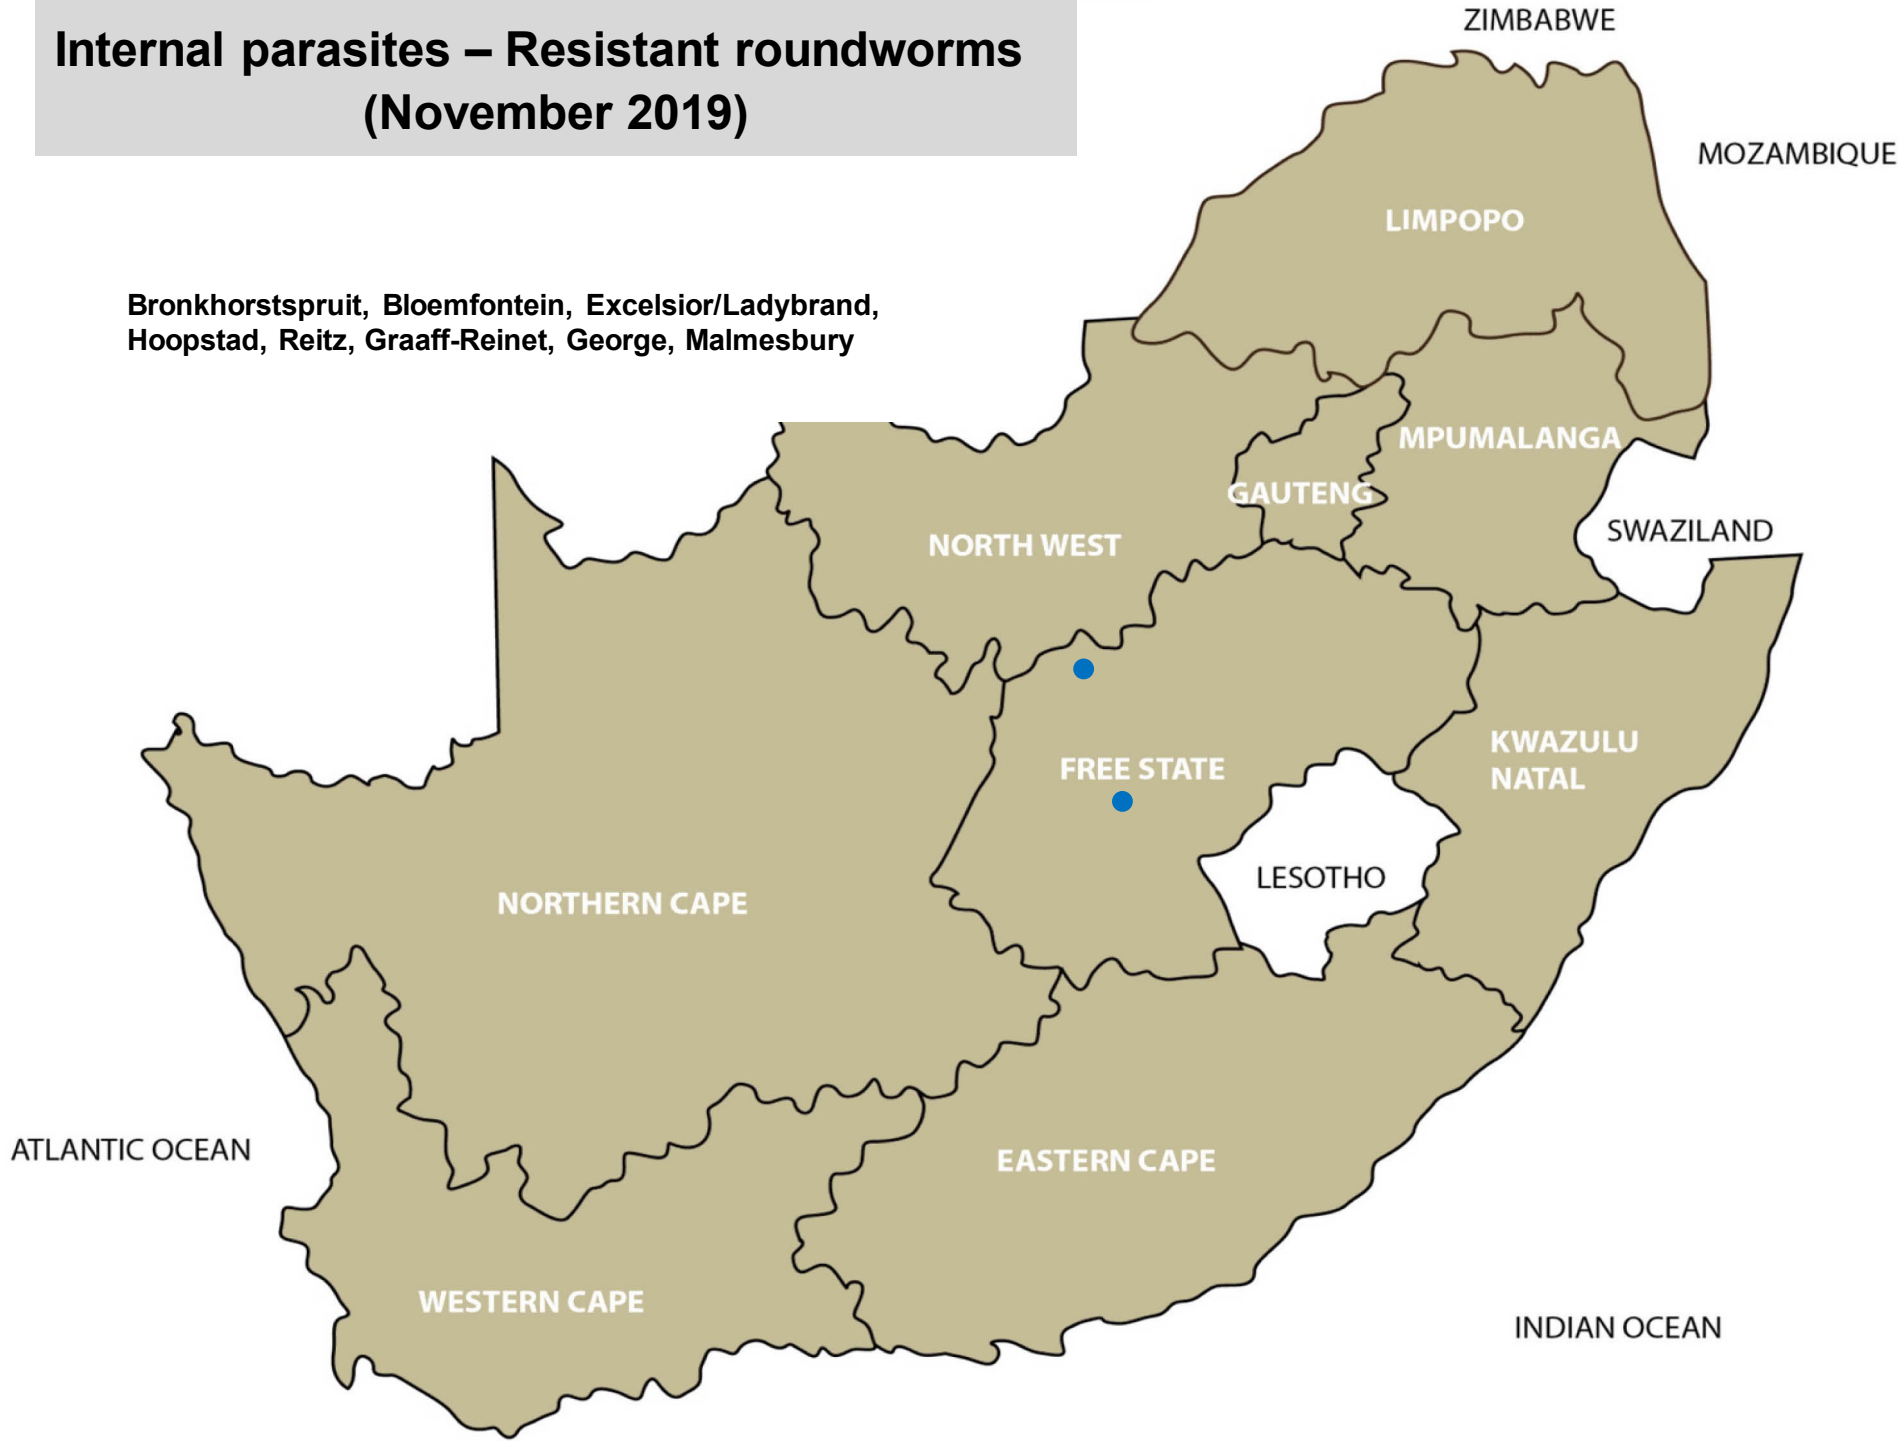 Internal parasites – Resistant roundworms
(November 2019)
ZIMBABWE
MOZAMBIQUE
LIMPOPO
Bronkhorstspruit, Bloemfontein, Excelsior/Ladybrand,
Hoopstad, Reitz, Graaff-Reinet, George, Malmesbury
MPUMALANGA
GAUTENG
SWAZILAND
NORTH WEST
KWAZULU
NATAL
FREE STATE
LESOTHO
NORTHERN CAPE
ATLANTIC OCEAN
EASTERN CAPE
WESTERN CAPE
INDIAN OCEAN